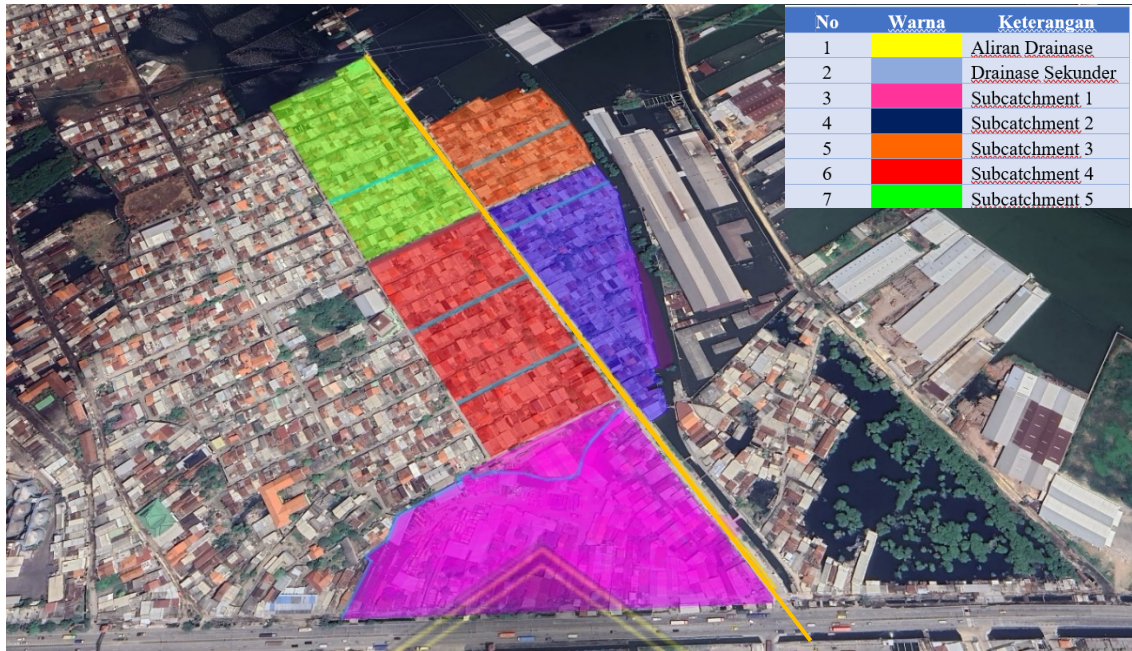 No Warna Keterangan
1 Aliran Drainase
2 Drainase Sekunder
3 Subcatchment 1
4 Subcatchment 2
5 Subcatchment 3
6 Subcatchment 4
7 Subcatchment 5